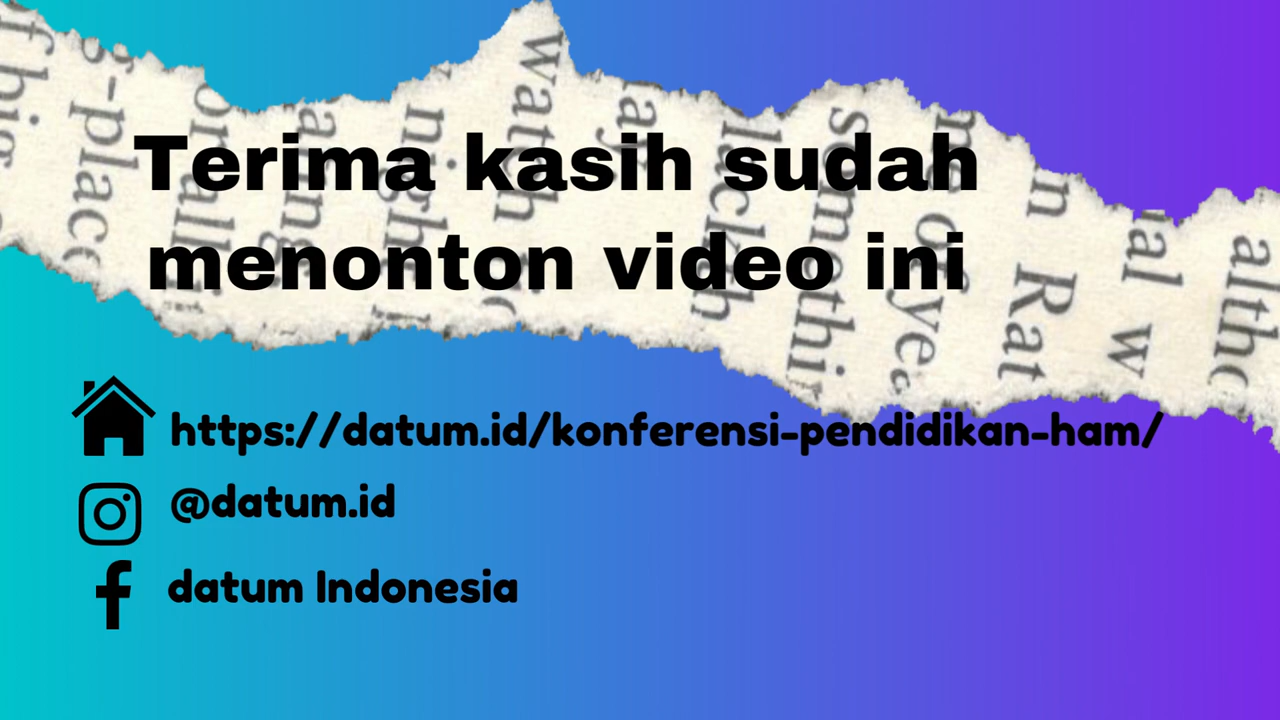 Terima kasih sudah
menonton video ini
https://datum.id/konferensi-pendidikan-ham/
@datum.id
datum Indonesia